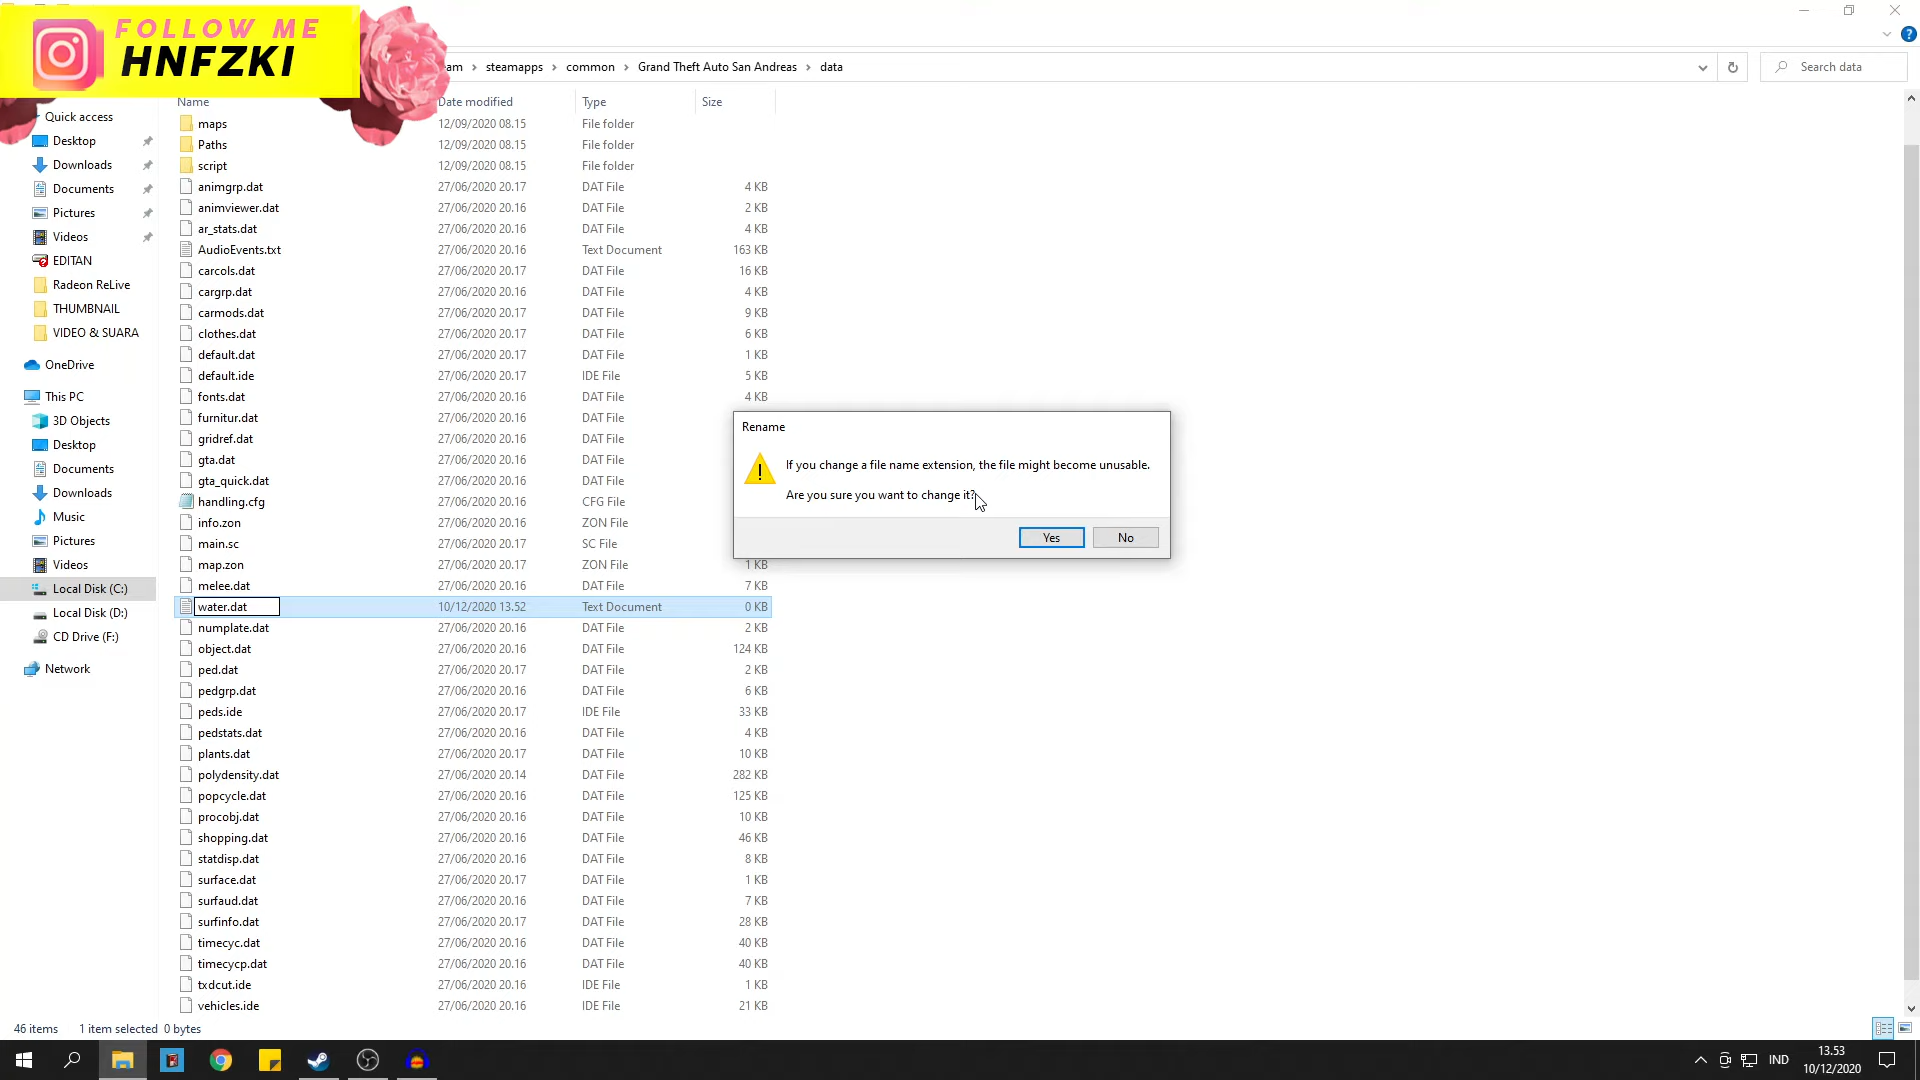 FOLLOW ME
HNFZKI
am > steamapps > common > Grand Theft Auto San Andreas > data
Search data
Name Date modified Type Size
Quick access
Desktop
Downloads
Documents
Pictures
Videos
EDITAN
Radeon ReLive
THUMBNAIL
VIDEO & SUARA
OneDrive
This PC
3D Objects
Desktop
Documents
Downloads
Music
Pictures
Videos
Local Disk (C:)
Local Disk (D:)
CD Drive (F:)
Network
maps 12/09/2020 08.15 File folder
Paths 12/09/2020 08.15 File folder
script 12/09/2020 08.15 File folder
animgrp.dat 27/06/2020 20.17 DAT File 4 KB
animviewer.dat 27/06/2020 20.16 DAT File 2 KB
ar_stats.dat 27/06/2020 20.16 DAT File 4 KB
AudioEvents.txt 27/06/2020 20.16 Text Document 163 KB
carcols.dat 27/06/2020 20.17 DAT File 16 KB
cargrp.dat 27/06/2020 20.16 DAT File 4 KB
carmods.dat 27/06/2020 20.17 DAT File 9 KB
clothes.dat 27/06/2020 20.17 DAT File 6 KB
default.dat 27/06/2020 20.17 DAT File 1 KB
default.ide 27/06/2020 20.17 IDE File 5 KB
fonts.dat 27/06/2020 20.16 DAT File 4 KB
furnitur.dat 27/06/2020 20.16 DAT File
gridref.dat 27/06/2020 20.16 DAT File
gta.dat 27/06/2020 20.16 DAT File
gta_quick.dat 27/06/2020 20.16 DAT File
handling.cfg 27/06/2020 20.16 CFG File
info.zon 27/06/2020 20.16 ZON File
main.sc 27/06/2020 20.17 SC File
map.zon 27/06/2020 20.17 ZON File 1 KB
melee.dat 27/06/2020 20.16 DAT File 7 KB
water.dat 10/12/2020 13.52 Text Document 0 KB
numplate.dat 27/06/2020 20.16 DAT File 2 KB
object.dat 27/06/2020 20.16 DAT File 124 KB
ped.dat 27/06/2020 20.17 DAT File 2 KB
pedgrp.dat 27/06/2020 20.16 DAT File 6 KB
peds.ide 27/06/2020 20.17 IDE File 33 KB
pedstats.dat 27/06/2020 20.16 DAT File 4 KB
plants.dat 27/06/2020 20.17 DAT File 10 KB
polydensity.dat 27/06/2020 20.14 DAT File 282 KB
popcycle.dat 27/06/2020 20.16 DAT File 125 KB
procobj.dat 27/06/2020 20.16 DAT File 10 KB
shopping.dat 27/06/2020 20.16 DAT File 46 KB
statdisp.dat 27/06/2020 20.16 DAT File 8 KB
surface.dat 27/06/2020 20.17 DAT File 1 KB
surfaud.dat 27/06/2020 20.16 DAT File 7 KB
surfinfo.dat 27/06/2020 20.17 DAT File 28 KB
timecyc.dat 27/06/2020 20.16 DAT File 40 KB
timecycp.dat 27/06/2020 20.16 DAT File 40 KB
txdcut.ide 27/06/2020 20.16 IDE File 1 KB
vehicles.ide 27/06/2020 20.16 IDE File 21 KB
Rename
If you change a file name extension, the file might become unusable.
Are you sure you want to change it?
Yes No
46 items 1 item selected 0 bytes
IND
13.53
10/12/2020